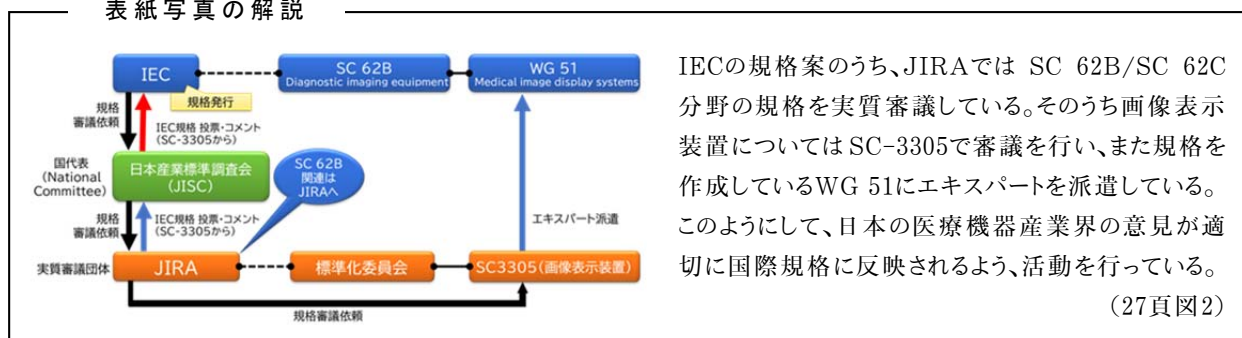 表紙写真の解説
IEC
SC 62B
Diagnostic imaging equipment
WG 51
Medical image display systems
規格発行
規格
審議依頼
IEC規格 投票・コメント
(SC-3305から)
国代表
(National
Committee)
日本産業標準調査会
(JISC)
SC 62B
関連は
JIRAへ
規格
審議依頼
IEC規格 投票・コメント
(SC-3305から)
エキスパート派遣
実質審議団体
JIRA
標準化委員会
SC3305(画像表示装置)
規格審議依頼
IECの規格案のうち、JIRAでは SC 62B/SC 62C
分野の規格を実質審議している。そのうち画像表示
装置については SC-3305で審議を行い、また規格を
作成しているWG 51にエキスパートを派遣している。
このようにして、日本の医療機器産業界の意見が適
切に国際規格に反映されるよう、活動を行っている。
(27頁図2)